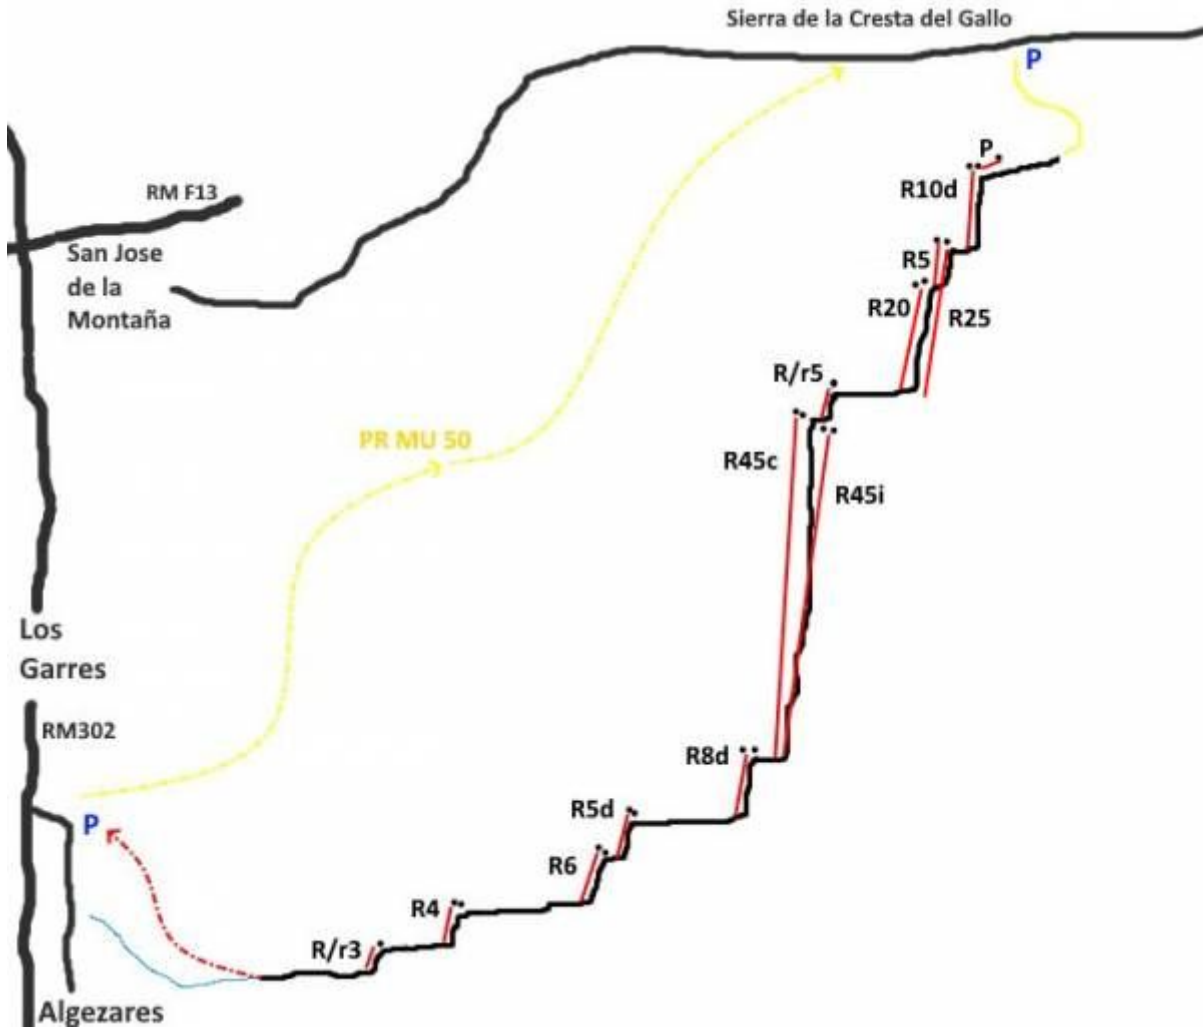 Sierra de la Cresta del Gallo
P
P
RM F13
R10d
San Jose
de la
Montaña
R5
R20
R25
R/r5
PR MU 50
R45c
R45i
Los
Garres
RM302
R8d
R5d
P
R6
R4
R/r3
Algezares